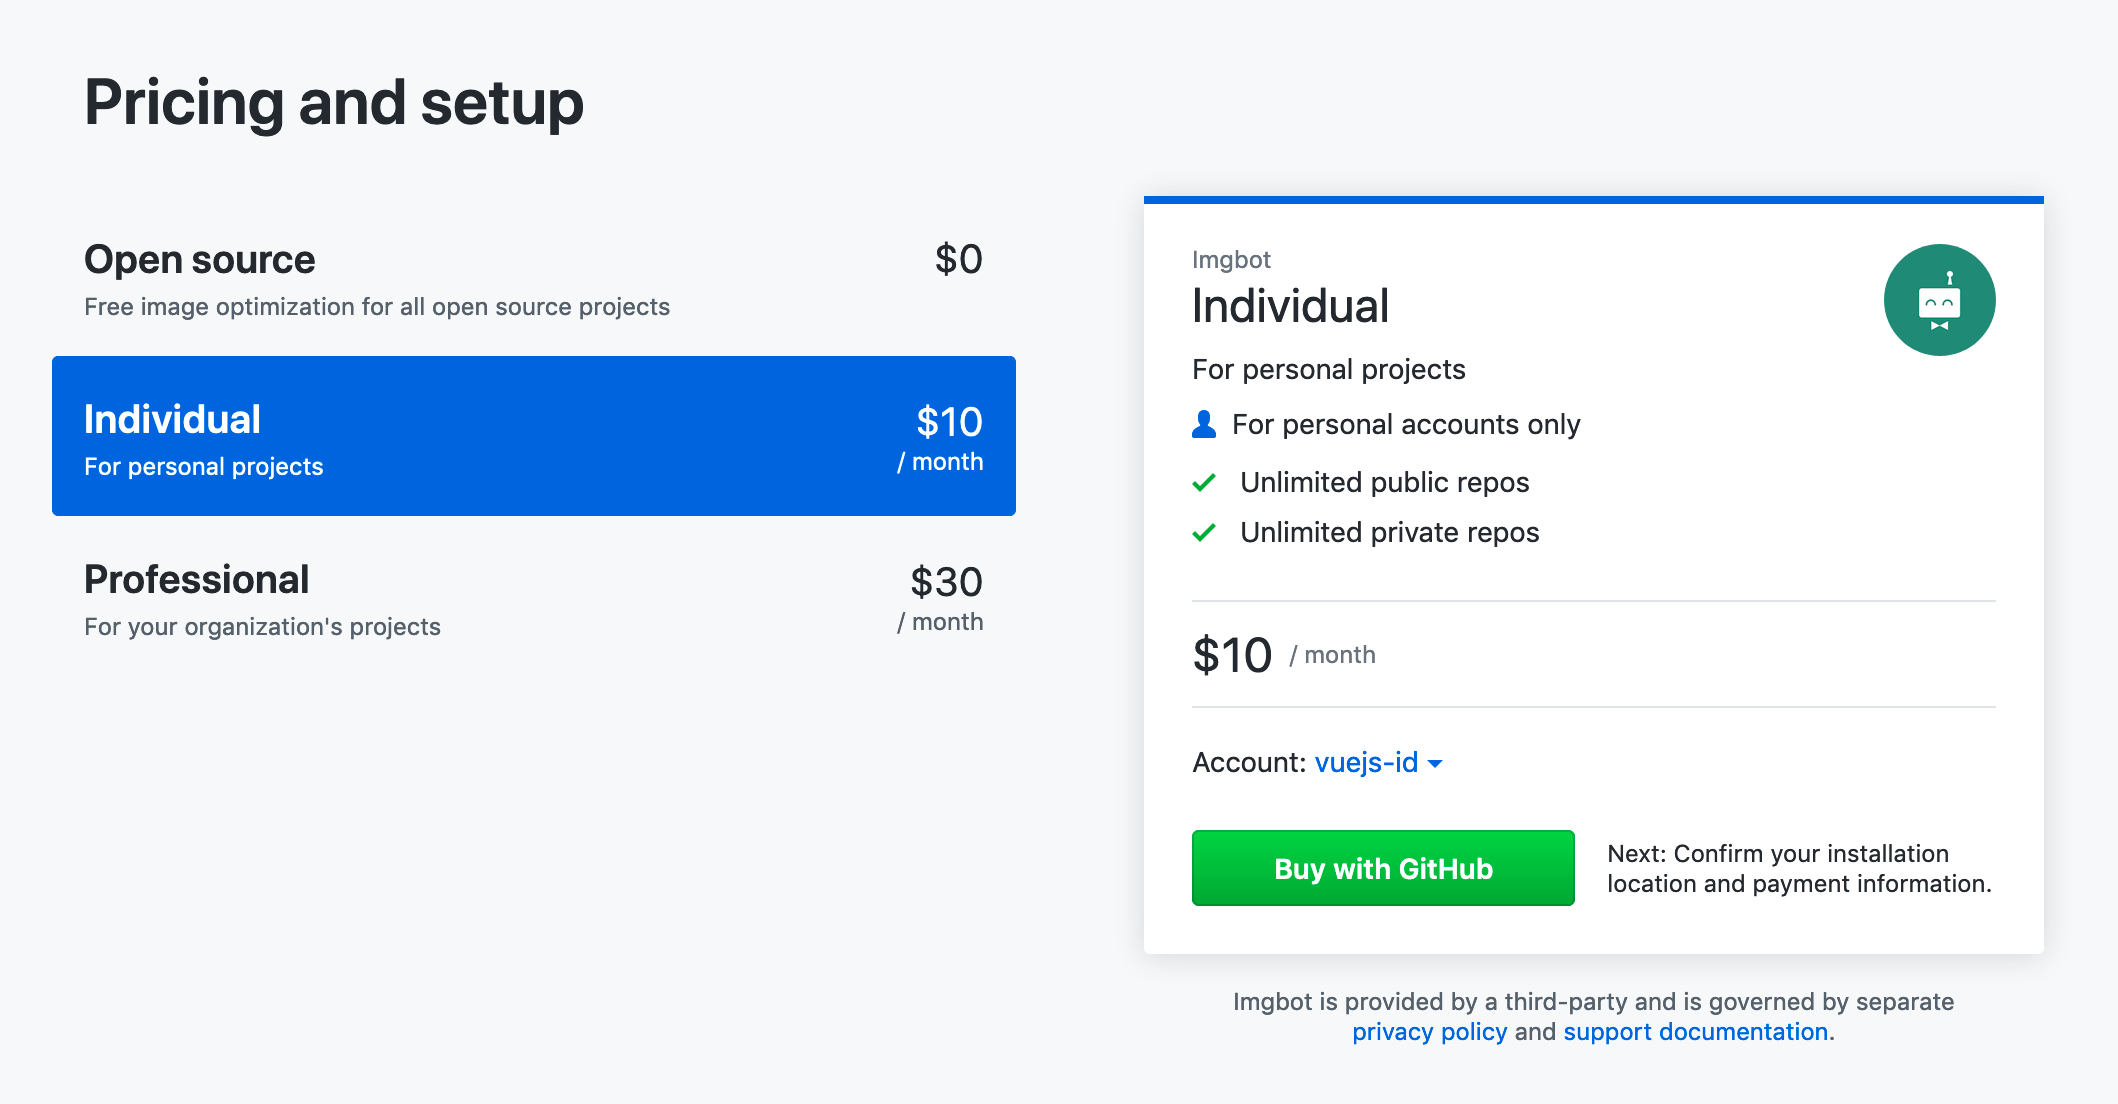 Pricing and setup
Open source
$0
Free image optimization for all open source projects
Individual
$10
For personal projects
/ month
Professional
$30
For your organization's projects
/ month
Imgbot
Individual
For personal projects
For personal accounts only
Unlimited public repos
Unlimited private repos
$10 / month
Account: vuejs-id
Buy with GitHub
Next: Confirm your installation
location and payment information.
Imgbot is provided by a third-party and is governed by separate
privacy policy and support documentation.